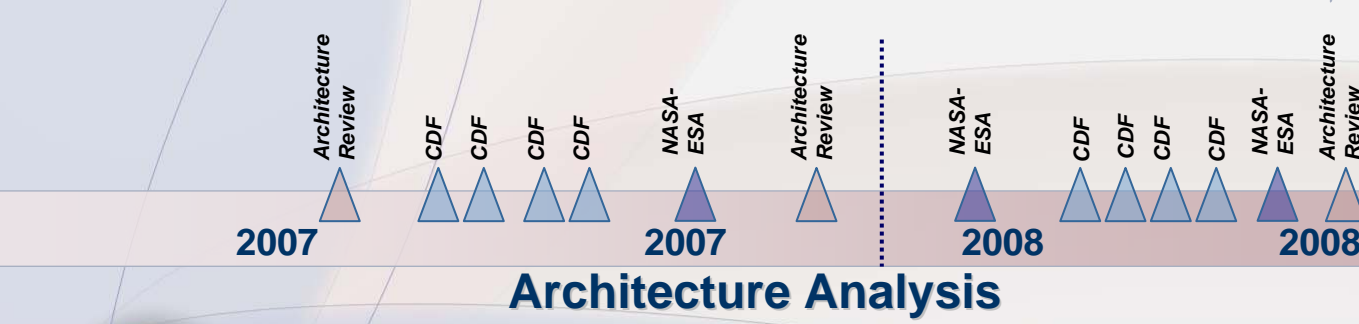 Architecture
Review
CDF
CDF
CDF
CDF
NASA-
ESA
Architecture
Review
NASA-
ESA
CDF
CDF
CDF
CDF
NASA-
ESA
Architecture
Review
2007
2007
2008
2008
Architecture Analysis